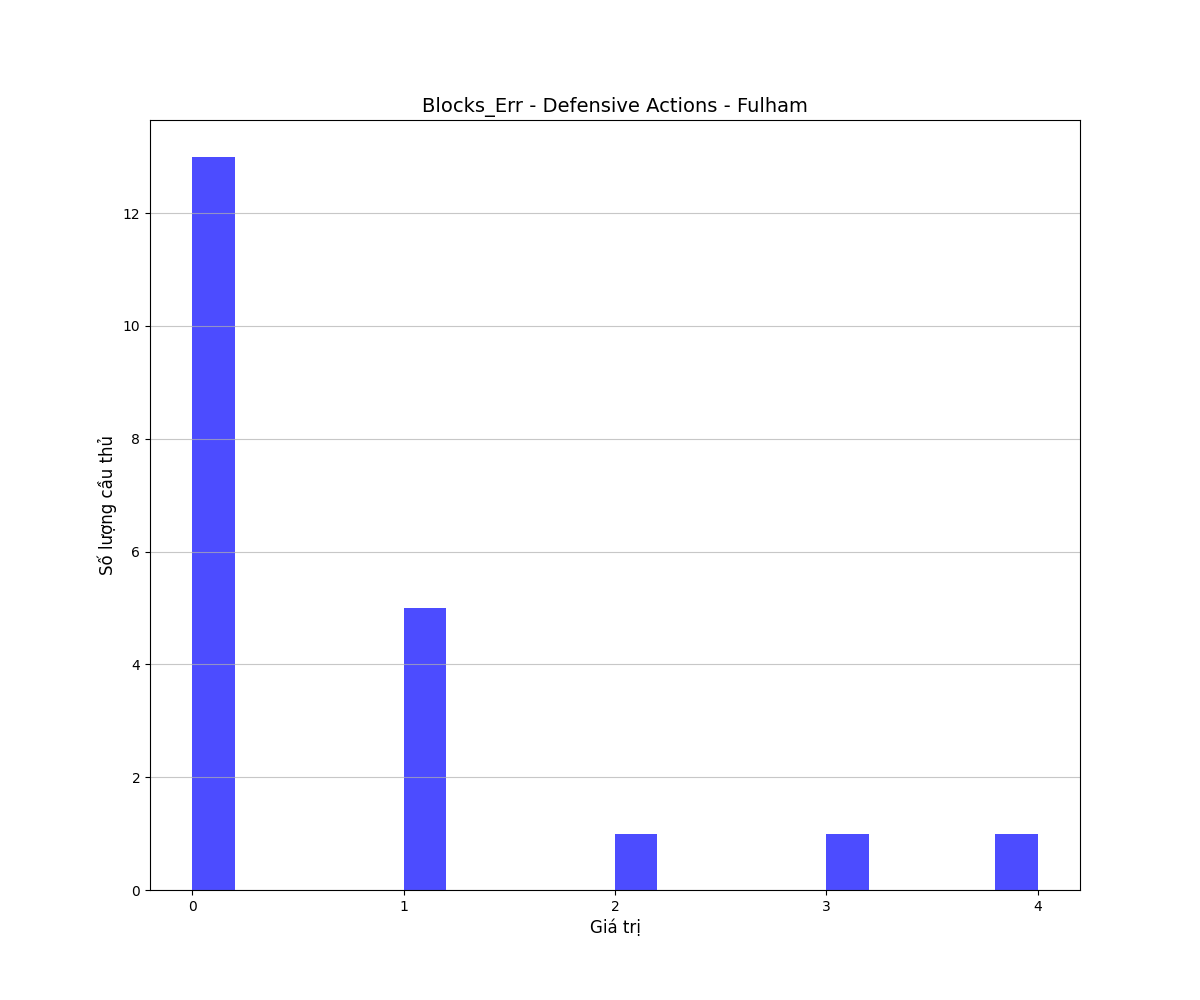 Blocks_Err - Defensive Actions - Fulham
Số lượng cầu thủ
12
10
8
6
4
2
0
0 1 2 3 4
Giá trị